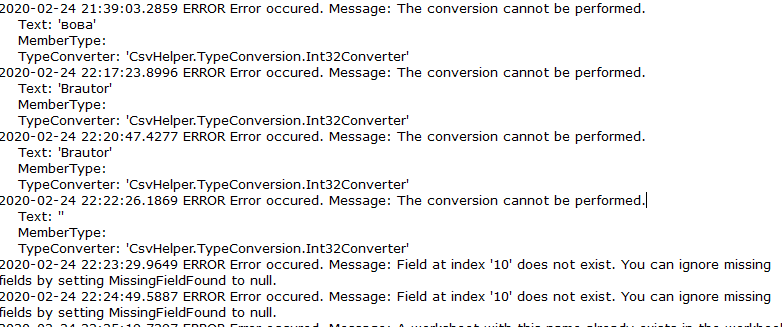 2020-02-24 21:39:03.2859 ERROR Error occured. Message: The conversion cannot be performed.
Text: 'вова'
MemberType:
TypeConverter: 'CsvHelper.TypeConversion.Int32Converter'
2020-02-24 22:17:23.8996 ERROR Error occured. Message: The conversion cannot be performed.
Text: 'Brautor'
MemberType:
TypeConverter: 'CsvHelper.TypeConversion.Int32Converter'
2020-02-24 22:20:47.4277 ERROR Error occured. Message: The conversion cannot be performed.
Text: 'Brautor'
MemberType:
TypeConverter: 'CsvHelper.TypeConversion.Int32Converter'
2020-02-24 22:22:26.1869 ERROR Error occured. Message: The conversion cannot be performed.
Text: ''
MemberType:
TypeConverter: 'CsvHelper.TypeConversion.Int32Converter'
2020-02-24 22:23:29.9649 ERROR Error occured. Message: Field at index '10' does not exist. You can ignore missing
fields by setting MissingFieldFound to null.
2020-02-24 22:24:49.5887 ERROR Error occured. Message: Field at index '10' does not exist. You can ignore missing
fields by setting MissingFieldFound to null.
ERROR Error occured. Message: A worksheet with this name already exists in the